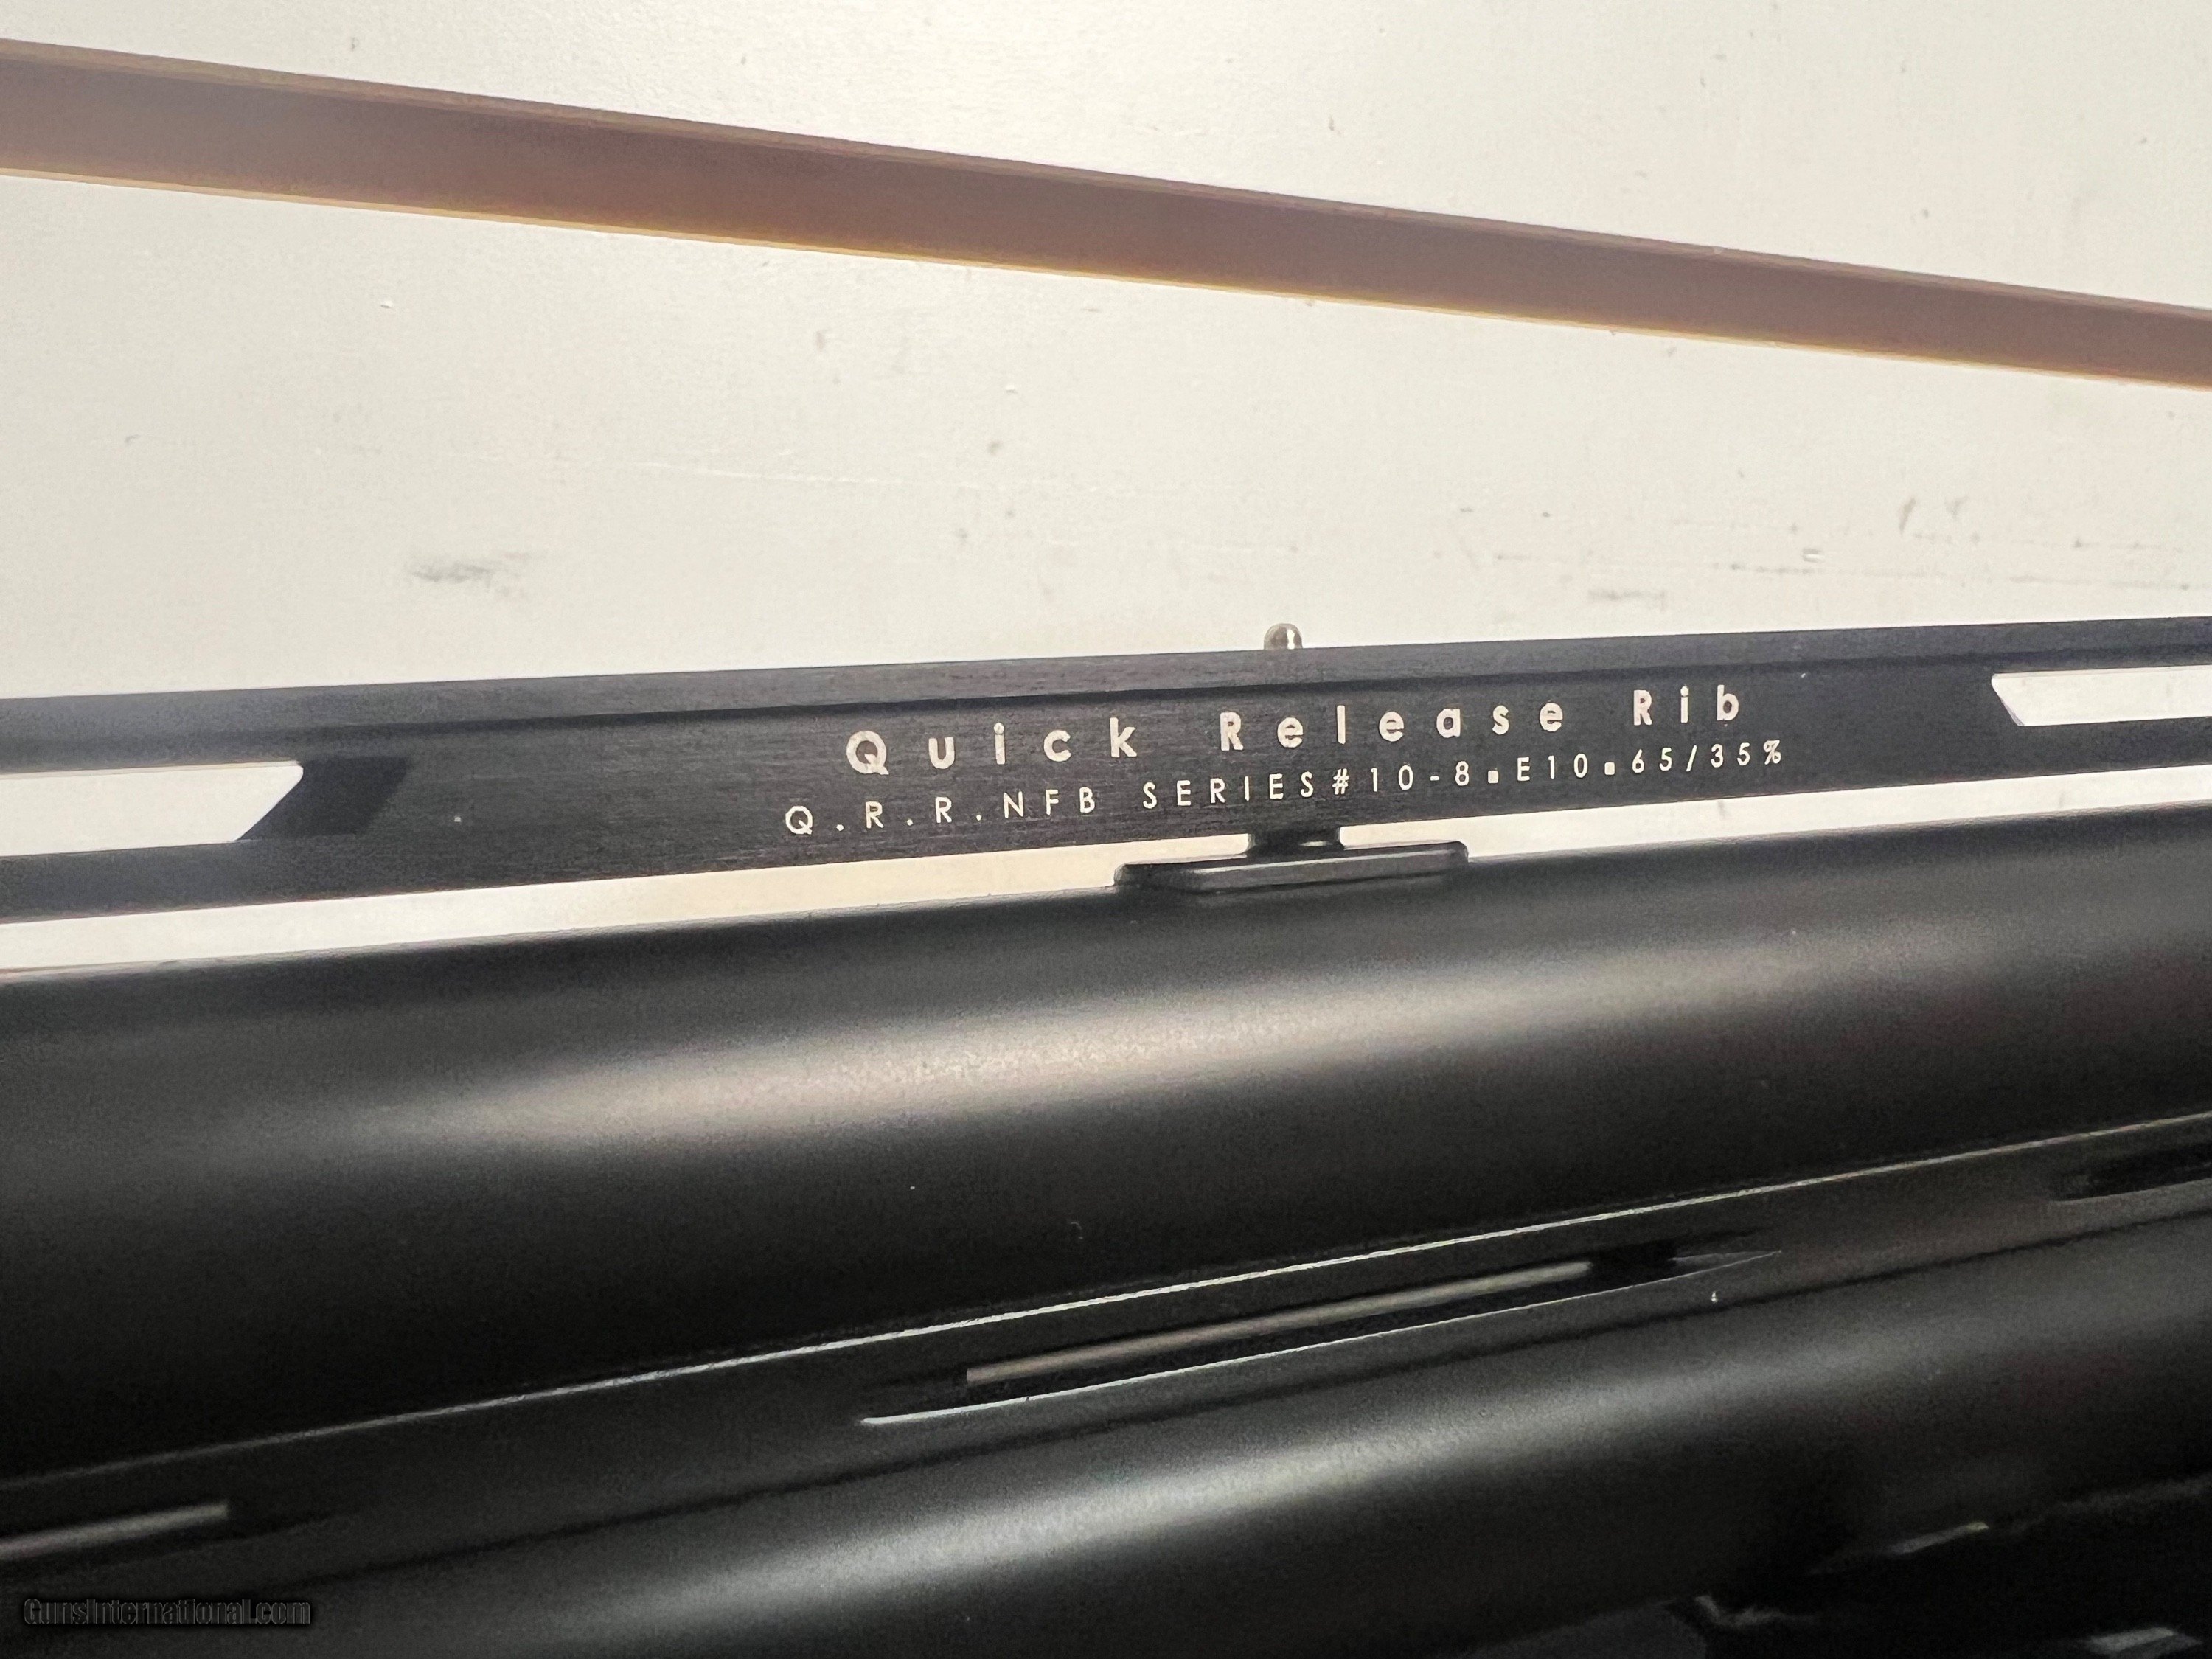 Quick Release Rib
Q.R.R.NFB SERIES#10-8.E10.65/35%
GunsInternational.com